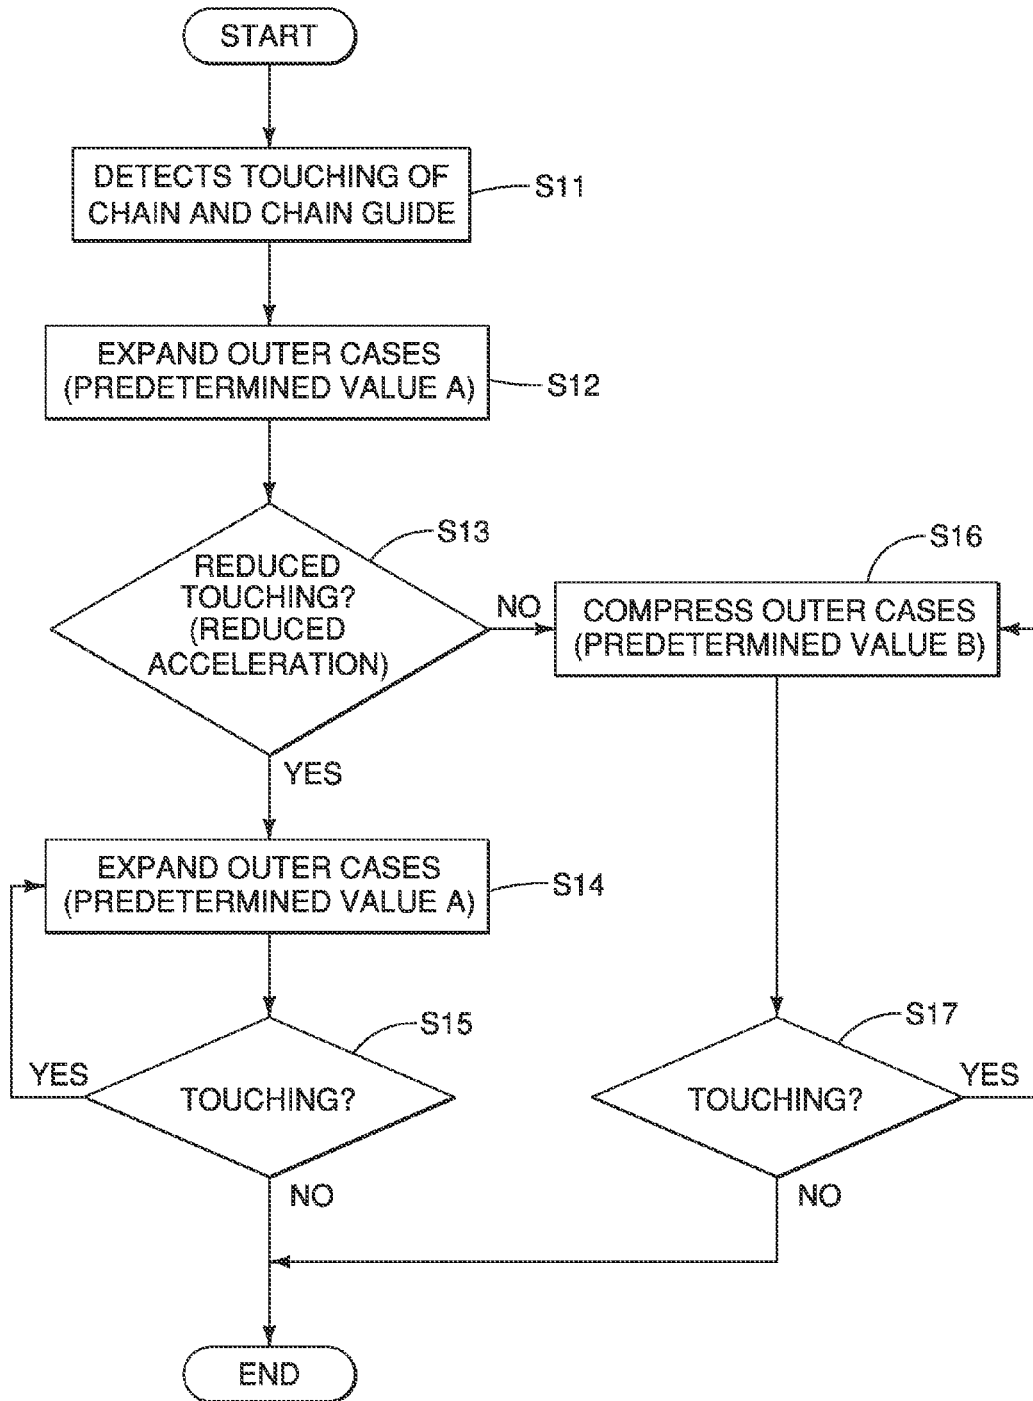 START
DETECTS TOUCHING OF
CHAIN AND CHAIN GUIDE
S11
EXPAND OUTER CASES
(PREDETERMINED VALUE A)
S12
REDUCED
TOUCHING?
(REDUCED
ACCELERATION)
S13
NO
COMPRESS OUTER CASES
(PREDETERMINED VALUE B)
S16
YES
EXPAND OUTER CASES
(PREDETERMINED VALUE A)
S14
TOUCHING?
S15
YES
NO
TOUCHING?
S17
YES
NO
END